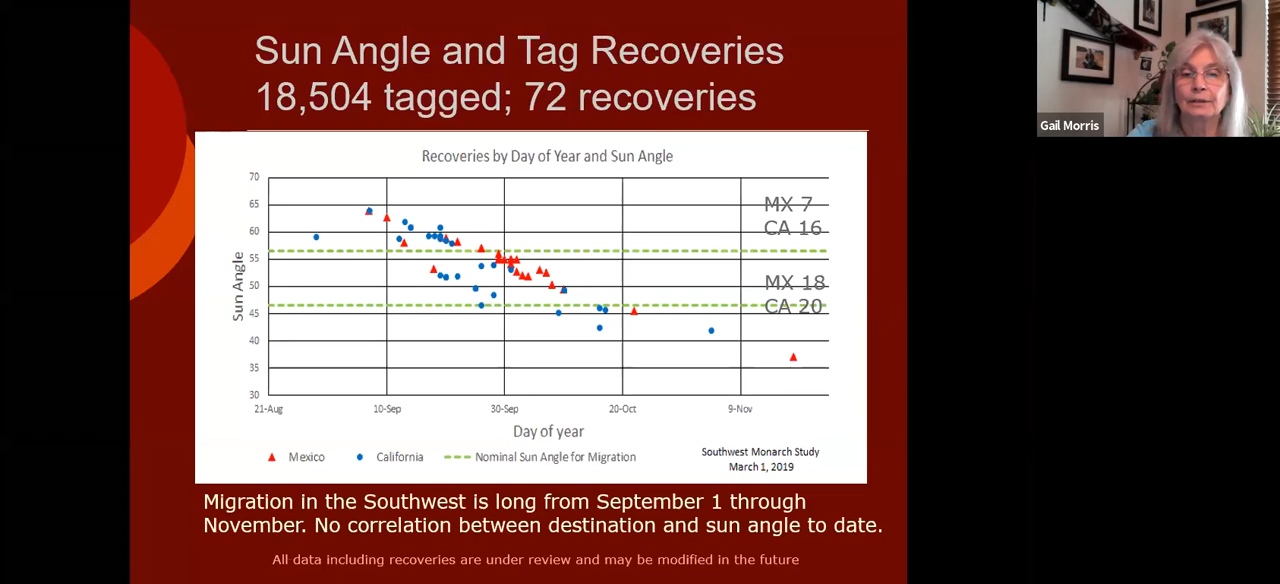 Sun Angle and Tag Recoveries
18,504 tagged; 72 recoveries
Gail Morris
Recoveries by Day of Year and Sun Angle
70
65
60
55
50
45
40
35
30
Sun Angle
MX 7
CA 16
MX 18
CA 20
21-Aug 10-Sep 30-Sep 20-Oct 9-Nov
Day of year
Mexico California Nominal Sun Angle for Migration
Southwest Monarch Study
March 1, 2019
Migration in the Southwest is long from September 1 through
November. No correlation between destination and sun angle to date.
All data including recoveries are under review and may be modified in the future